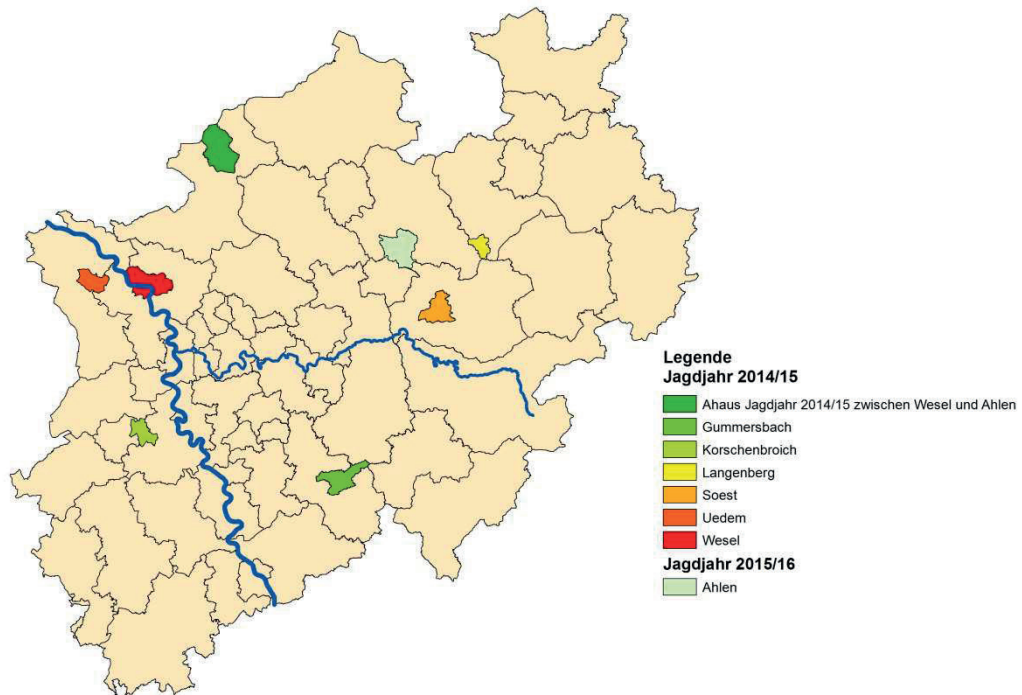 Legende
Jagdjahr 2014/15
Ahaus Jagdjahr 2014/15 zwischen Wesel und Ahlen
Gummersbach
Korschenbroich
Langenberg
Soest
Uedem
Wesel
Jagdjahr 2015/16
Ahlen